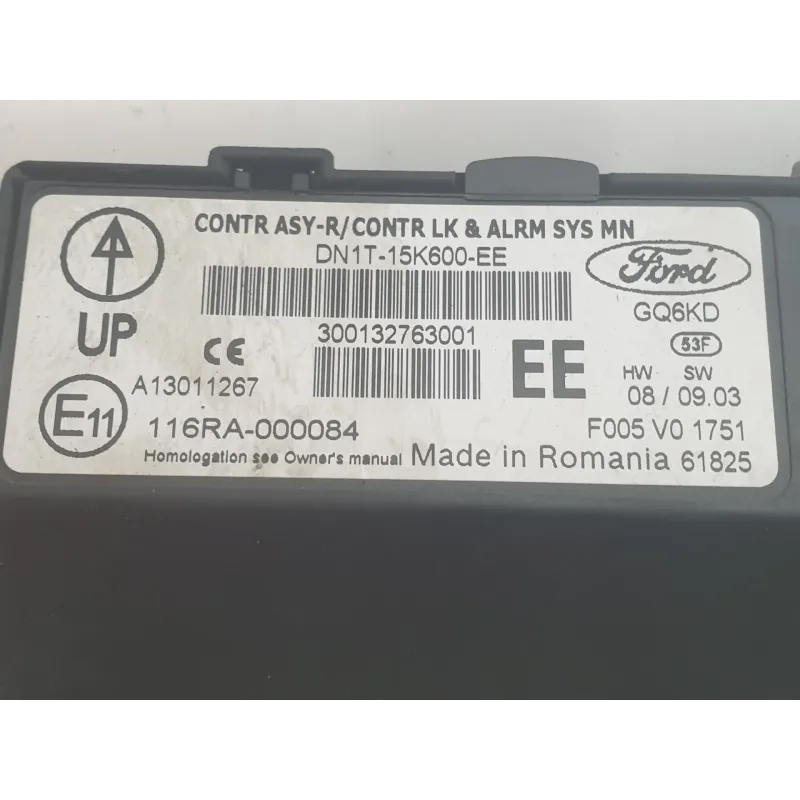 CONTR ASY-R/CONTR LK & ALRM SYS MN
DN1T-15K600-EE
Ford
GQ6KD
UP
CE
300132763001
EE
53F
HW SW
A13011267
08 / 09.03
E11
116RA-000084
F005 V0 1751
Homologation see Owner's manual Made in Romania 61825